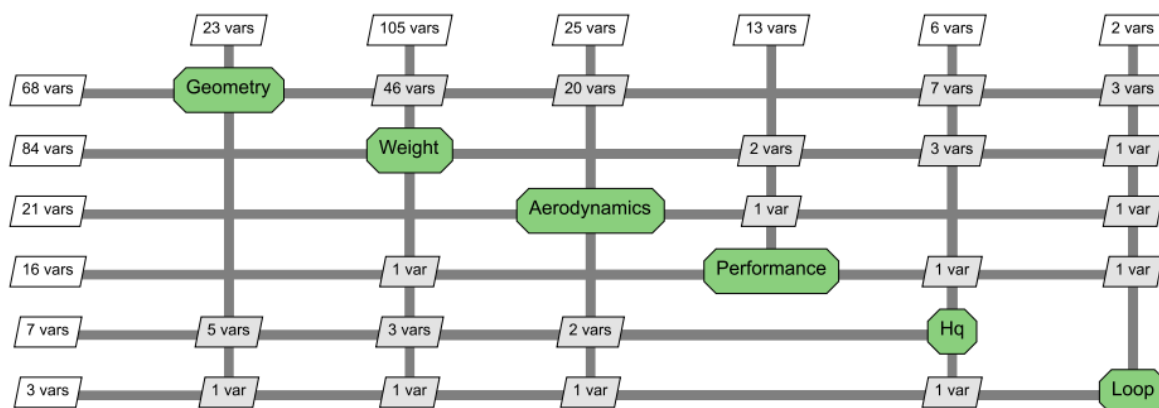 23 vars 105 vars 25 vars 13 vars 6 vars 2 vars
68 vars Geometry 46 vars 20 vars 7 vars 3 vars
84 vars Weight 2 vars 3 vars 1 var
21 vars Aerodynamics 1 var 1 var
16 vars 1 var Performance 1 var 1 var
7 vars 5 vars 3 vars 2 vars Hq
3 vars 1 var 1 var 1 var 1 var Loop